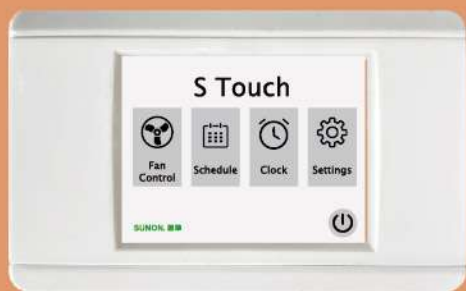 S Touch
Fan
Control
Schedule
Clock
Settings
SUNON.